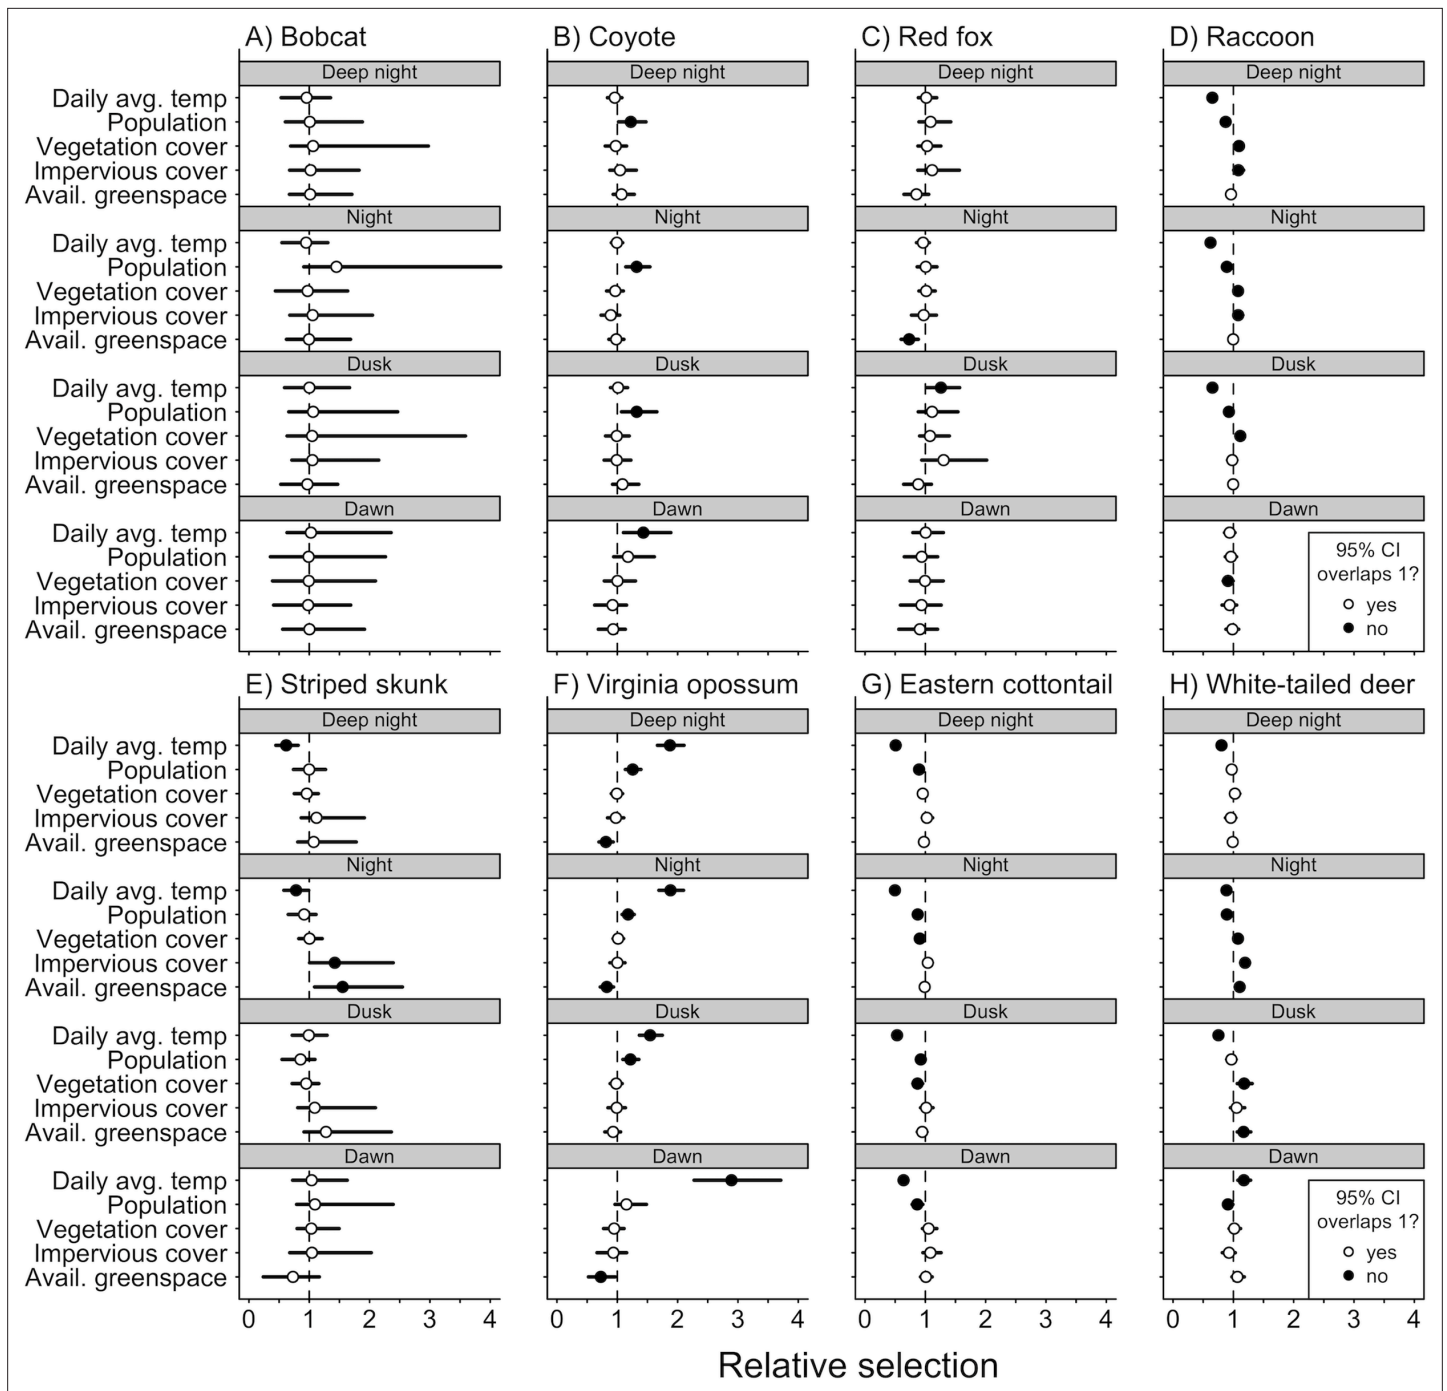 A) Bobcat
B) Coyote
C) Red fox
D) Raccoon
Deep night
Deep night
Deep night
Deep night
Daily avg. temp
Population
Vegetation cover
Impervious cover
Avail. greenspace
Night
Night
Night
Night
Daily avg. temp
Population
Vegetation cover
Impervious cover
Avail. greenspace
Dusk
Dusk
Dusk
Dusk
Daily avg. temp
Population
Vegetation cover
Impervious cover
Avail. greenspace
Dawn
Dawn
Dawn
Dawn
Daily avg. temp
Population
Vegetation cover
Impervious cover
Avail. greenspace
95% CI
overlaps 1?
yes
no
E) Striped skunk
F) Virginia opossum
G) Eastern cottontail
H) White-tailed deer
Deep night
Deep night
Deep night
Deep night
Daily avg. temp
Population
Vegetation cover
Impervious cover
Avail. greenspace
Night
Night
Night
Night
Daily avg. temp
Population
Vegetation cover
Impervious cover
Avail. greenspace
Dusk
Dusk
Dusk
Dusk
Daily avg. temp
Population
Vegetation cover
Impervious cover
Avail. greenspace
Dawn
Dawn
Dawn
Dawn
Daily avg. temp
Population
Vegetation cover
Impervious cover
Avail. greenspace
95% CI
overlaps 1?
yes
no
0 1 2 3 4
0 1 2 3 4
0 1 2 3 4
0 1 2 3 4
Relative selection